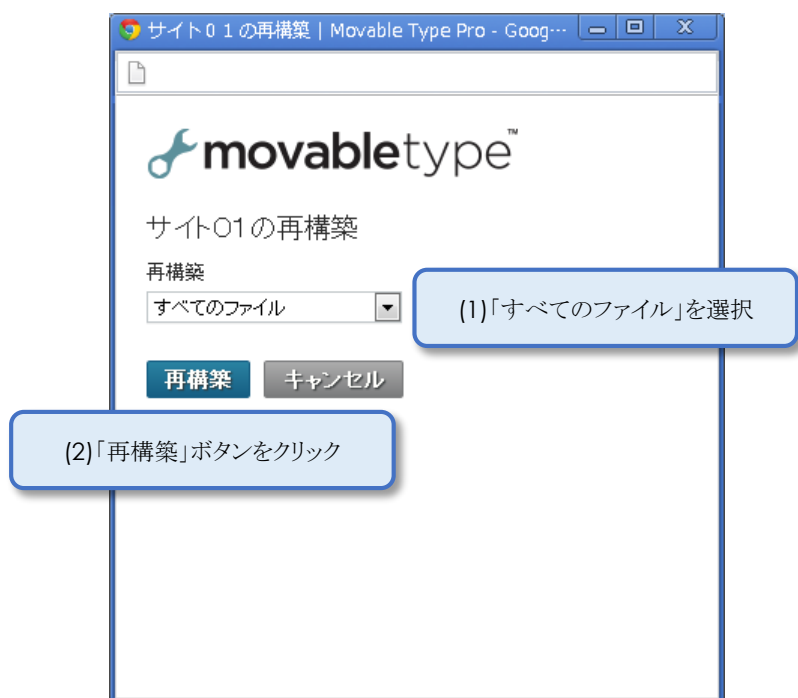 サイト０１の再構築 | Movable Type Pro - Goog…
movabletype™
サイト01の再構築
再構築
すべてのファイル
(1)「すべてのファイル」を選択
再構築 キャンセル
(2)「再構築」ボタンをクリック